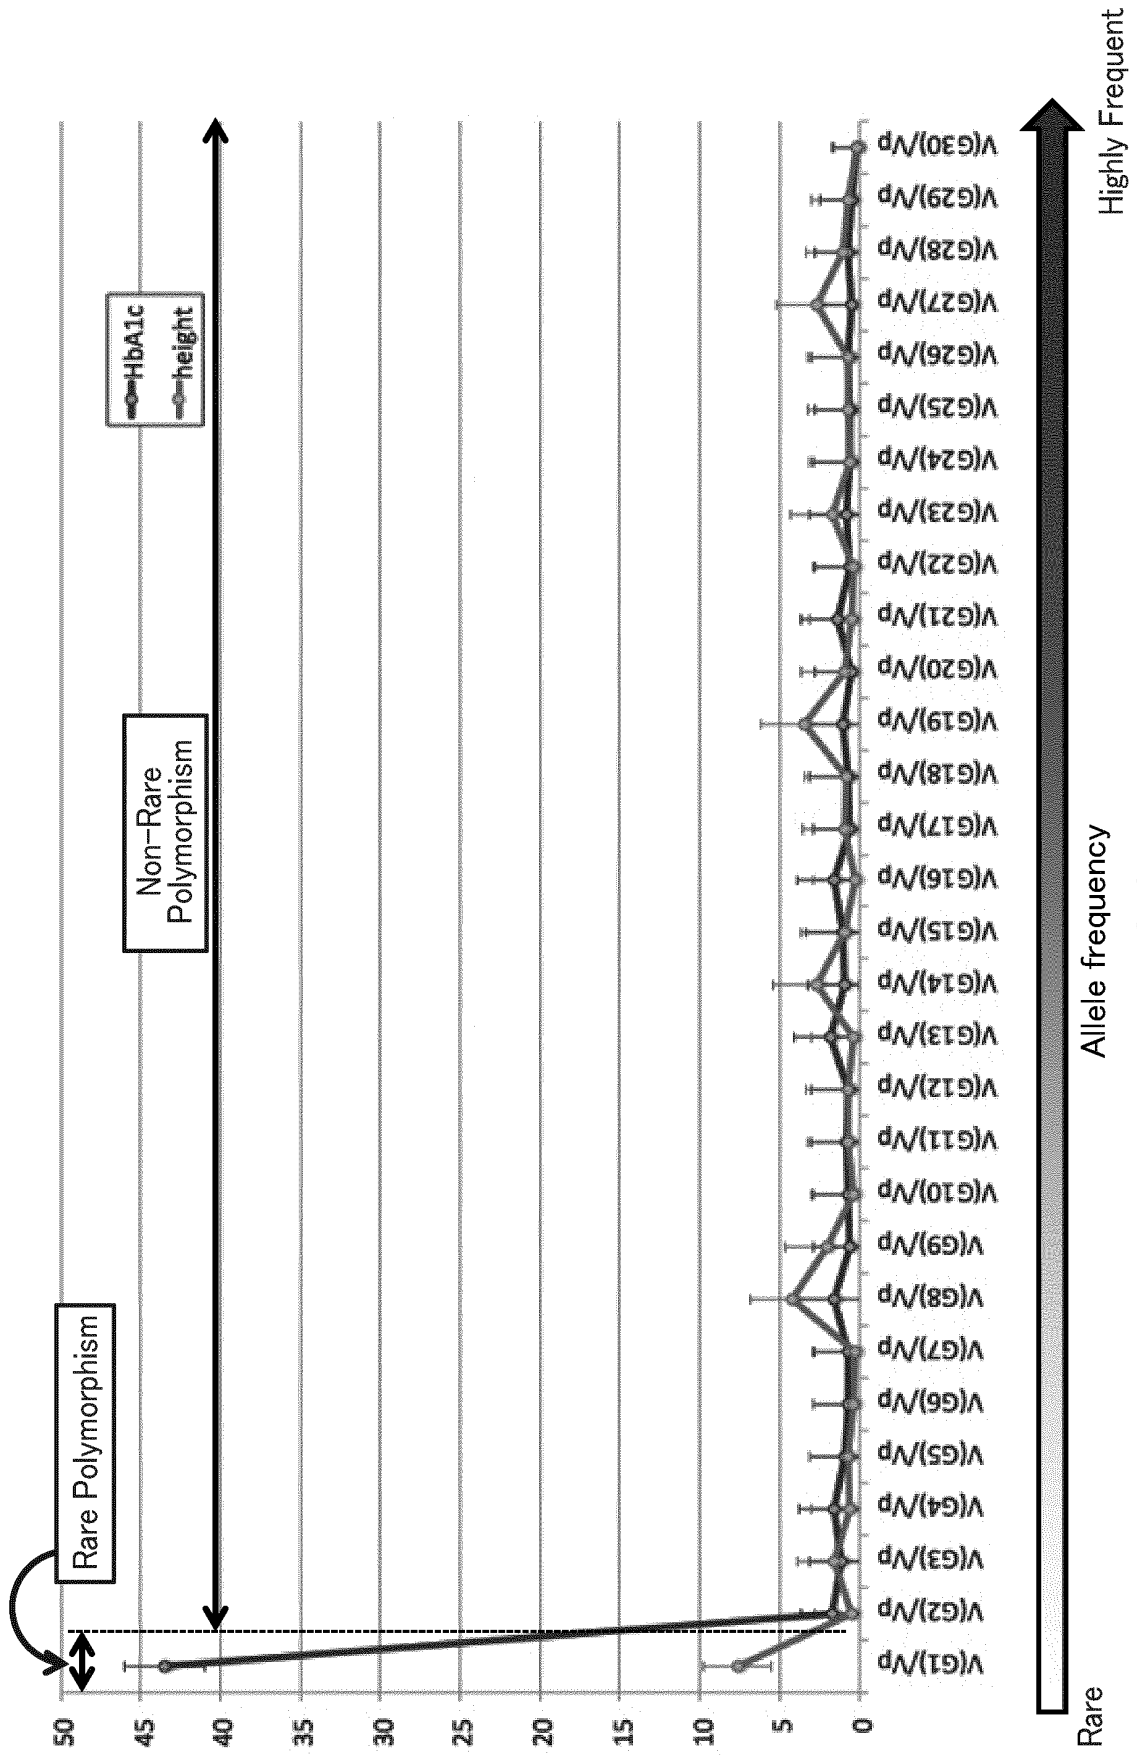 Rare Polymorphism
Non-Rare
Polymorphism
HbA1c
height
50
45
40
35
30
25
20
15
10
5
0
V(G1)/Vp
V(G2)/Vp
V(G3)/Vp
V(G4)/Vp
V(G5)/Vp
V(G6)/Vp
V(G7)/Vp
V(G8)/Vp
V(G9)/Vp
V(G10)/Vp
V(G11)/Vp
V(G12)/Vp
V(G13)/Vp
V(G14)/Vp
V(G15)/Vp
V(G16)/Vp
V(G17)/Vp
V(G18)/Vp
V(G19)/Vp
V(G20)/Vp
V(G21)/Vp
V(G22)/Vp
V(G23)/Vp
V(G24)/Vp
V(G25)/Vp
V(G26)/Vp
V(G27)/Vp
V(G28)/Vp
V(G29)/Vp
V(G30)/Vp
Rare
Allele frequency
Highly Frequent